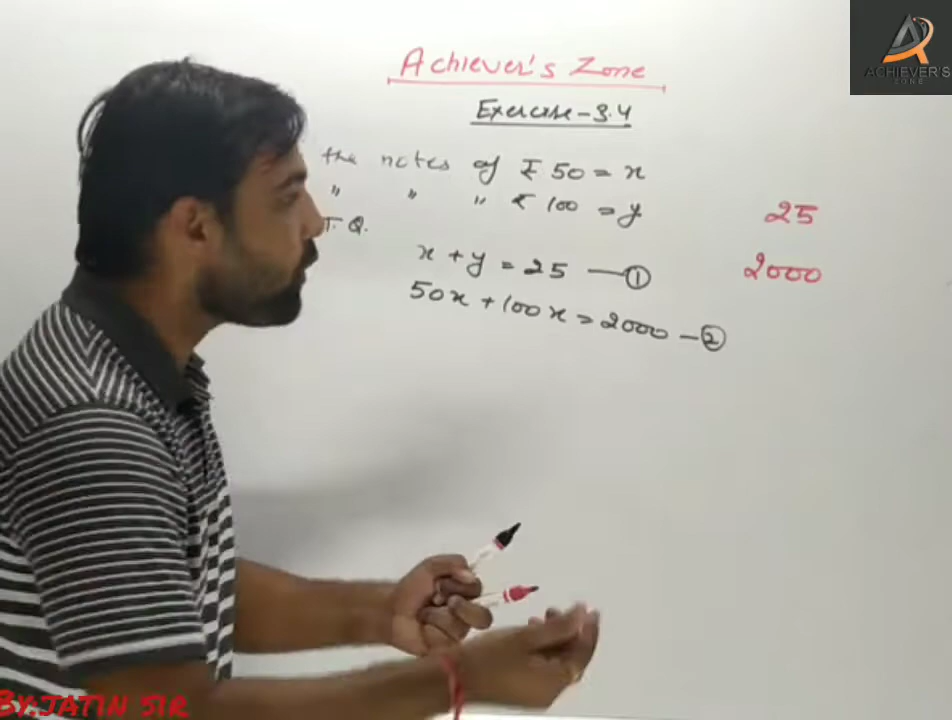 Achiever's Zone
ACHIEVER'S
ZONE
Exercise-3.4
the notes of ₹ 50 = x
" " " ₹ 100 = y
25
T. Q.
x + y = 25 — ①
2000
50x + 100x = 2000 — ②
BY:JATIN SIR